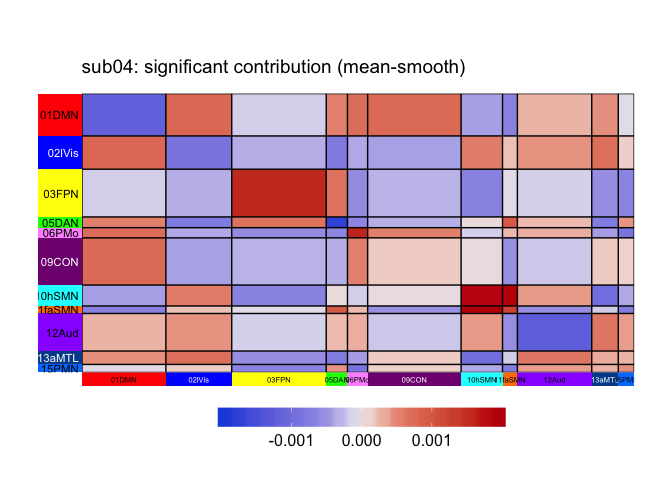 sub04: significant contribution (mean-smooth)
01DMN
02lVis
03FPN
05DAN
06PMo
09CON
10hSMN
11faSMN
12Aud
13aMTL
15PMN
01DMN 02lVis 03FPN 05DAN 06PMo 09CON 10hSMN 11faSMN 12Aud 13aMTL 15PMN
-0.001 0.000 0.001